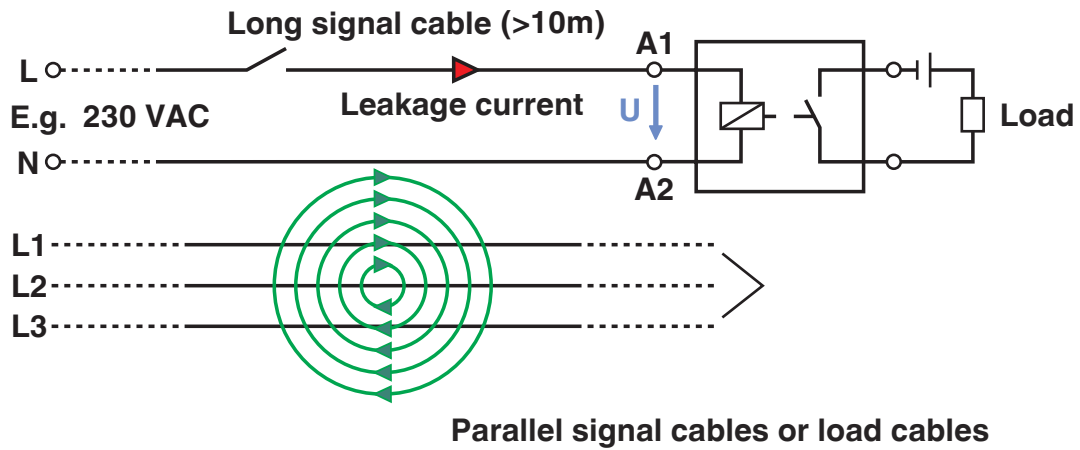 Long signal cable (>10m)
A1
L
Leakage current
U
Load
E.g. 230 VAC
N
A2
L1
L2
L3
Parallel signal cables or load cables